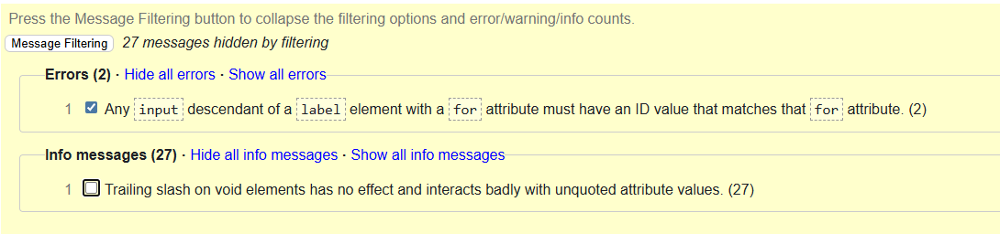 Press the Message Filtering button to collapse the filtering options and error/warning/info counts.
Message Filtering 27 messages hidden by filtering
Errors (2) · Hide all errors · Show all errors
1 Any input descendant of a label element with a for attribute must have an ID value that matches that for attribute. (2)
Info messages (27) · Hide all info messages · Show all info messages
1 Trailing slash on void elements has no effect and interacts badly with unquoted attribute values. (27)